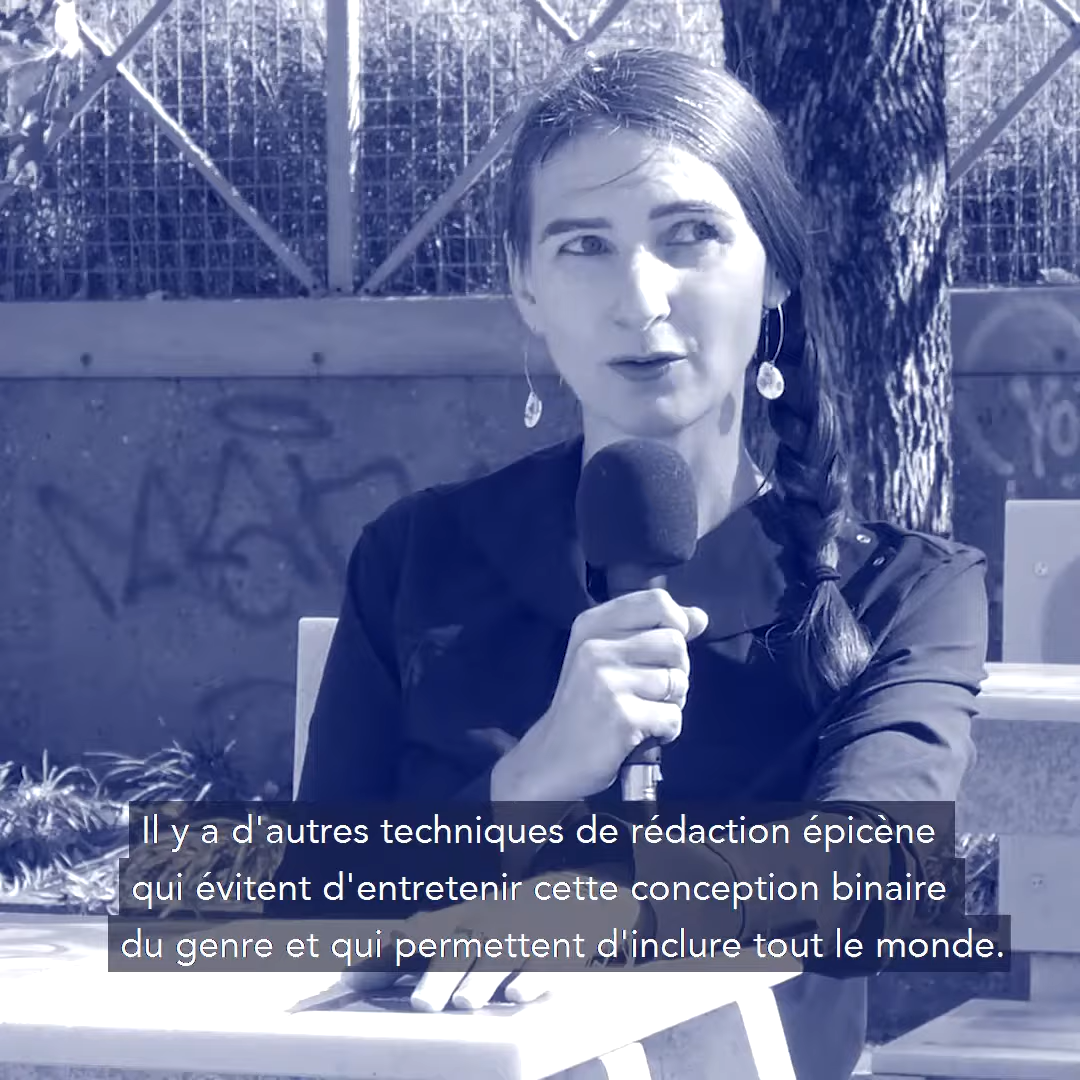 Il y a d'autres techniques de rédaction épicène
qui évitent d'entretenir cette conception binaire
du genre et qui permettent d'inclure tout le monde.